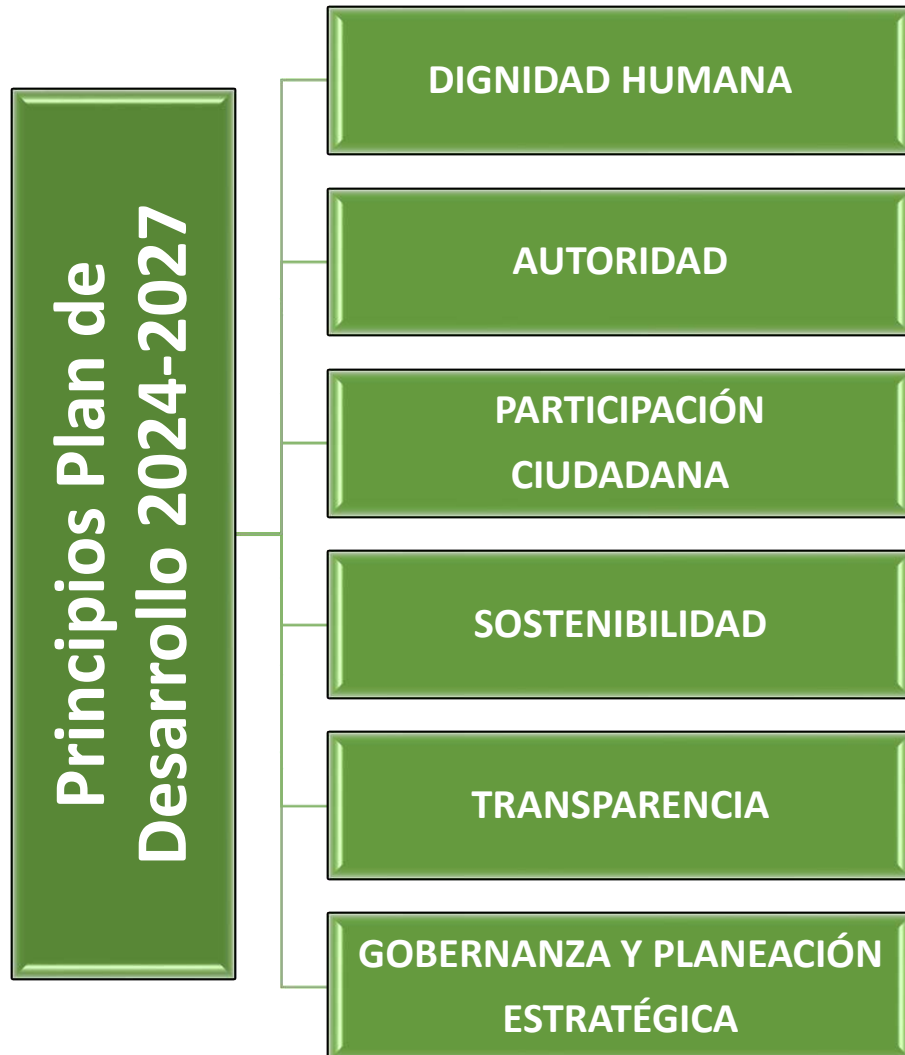 Principios Plan de
Desarrollo 2024-2027
DIGNIDAD HUMANA
AUTORIDAD
PARTICIPACIÓN
CIUDADANA
SOSTENIBILIDAD
TRANSPARENCIA
GOBERNANZA Y PLANEACIÓN
ESTRATÉGICA